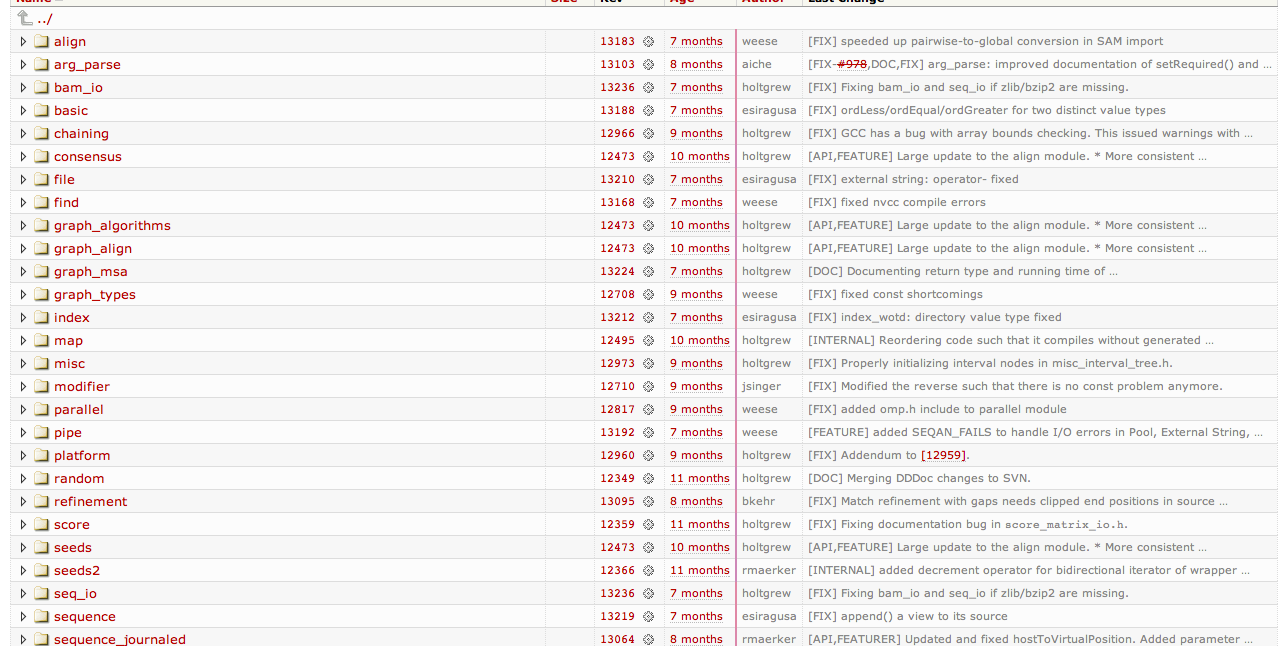 Name Size Rev Age Author Last Change
../
align 13183 7 months weese [FIX] speeded up pairwise-to-global conversion in SAM import
arg_parse 13103 8 months aiche [FIX-#978,DOC,FIX] arg_parse: improved documentation of setRequired() and …
bam_io 13236 7 months holtgrew [FIX] Fixing bam_io and seq_io if zlib/bzip2 are missing.
basic 13188 7 months esiragusa [FIX] ordLess/ordEqual/ordGreater for two distinct value types
chaining 12966 9 months holtgrew [FIX] GCC has a bug with array bounds checking. This issued warnings with …
consensus 12473 10 months holtgrew [API,FEATURE] Large update to the align module. * More consistent …
file 13210 7 months esiragusa [FIX] external string: operator- fixed
find 13168 7 months weese [FIX] fixed nvcc compile errors
graph_algorithms 12473 10 months holtgrew [API,FEATURE] Large update to the align module. * More consistent …
graph_align 12473 10 months holtgrew [API,FEATURE] Large update to the align module. * More consistent …
graph_msa 13224 7 months holtgrew [DOC] Documenting return type and running time of …
graph_types 12708 9 months weese [FIX] fixed const shortcomings
index 13212 7 months esiragusa [FIX] index_wotd: directory value type fixed
map 12495 10 months holtgrew [INTERNAL] Reordering code such that it compiles without generated …
misc 12973 9 months holtgrew [FIX] Properly initializing interval nodes in misc_interval_tree.h.
modifier 12710 9 months jsinger [FIX] Modified the reverse such that there is no const problem anymore.
parallel 12817 9 months weese [FIX] added omp.h include to parallel module
pipe 13192 7 months weese [FEATURE] added SEQAN_FAILS to handle I/O errors in Pool, External String, …
platform 12960 9 months holtgrew [FIX] Addendum to [12959].
random 12349 11 months holtgrew [DOC] Merging DDDoc changes to SVN.
refinement 13095 8 months bkehr [FIX] Match refinement with gaps needs clipped end positions in source …
score 12359 11 months holtgrew [FIX] Fixing documentation bug in score_matrix_io.h.
seeds 12473 10 months holtgrew [API,FEATURE] Large update to the align module. * More consistent …
seeds2 12366 11 months rmaerker [INTERNAL] added decrement operator for bidirectional iterator of wrapper …
seq_io 13236 7 months holtgrew [FIX] Fixing bam_io and seq_io if zlib/bzip2 are missing.
sequence 13219 7 months esiragusa [FIX] append() a view to its source
sequence_journaled 13064 8 months rmaerker [API,FEATURER] Updated and fixed hostToVirtualPosition. Added parameter …